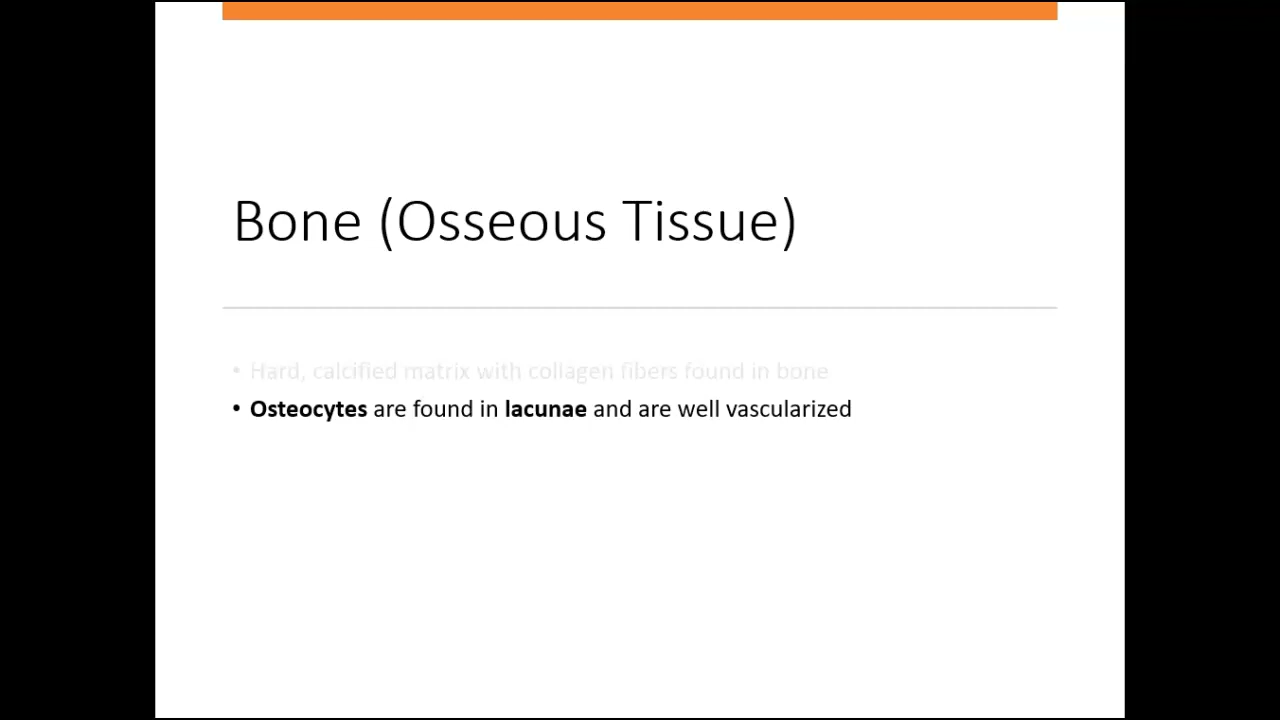 Bone (Osseous Tissue)
• Hard, calcified matrix with collagen fibers found in bone
• Osteocytes are found in lacunae and are well vascularized